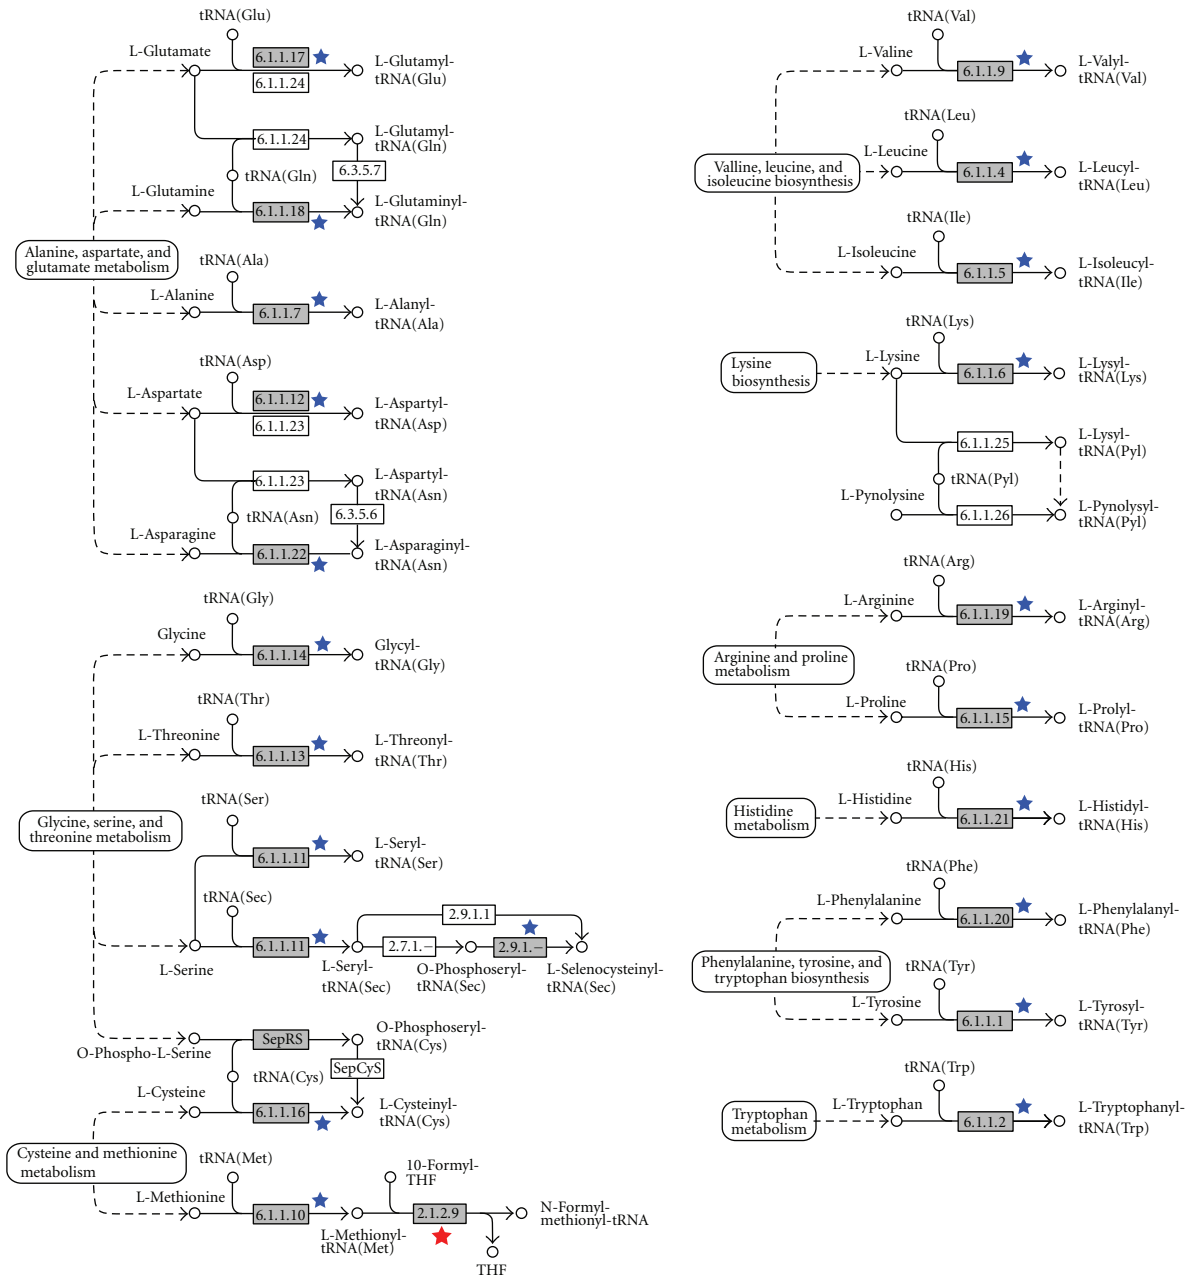 tRNA(Glu)
L-Glutamate
6.1.1.17
6.1.1.24
L-Glutamyl-
tRNA(Glu)
6.1.1.24
L-Glutamyl-
tRNA(Gln)
tRNA(Gln)
6.3.5.7
L-Glutamine
6.1.1.18
L-Glutaminyl-
tRNA(Gln)
Alanine, aspartate, and
glutamate metabolism
tRNA(Ala)
L-Alanine
6.1.1.7
L-Alanyl-
tRNA(Ala)
tRNA(Asp)
L-Aspartate
6.1.1.12
6.1.1.23
L-Aspartyl-
tRNA(Asp)
6.1.1.23
L-Aspartyl-
tRNA(Asn)
tRNA(Asn)
6.3.5.6
L-Asparagine
6.1.1.22
L-Asparaginyl-
tRNA(Asn)
tRNA(Gly)
Glycine
6.1.1.14
Glycyl-
tRNA(Gly)
tRNA(Thr)
L-Threonine
6.1.1.13
L-Threonyl-
tRNA(Thr)
Glycine, serine, and
threonine metabolism
tRNA(Ser)
6.1.1.11
L-Seryl-
tRNA(Ser)
tRNA(Sec)
L-Serine
6.1.1.11
L-Seryl-
tRNA(Sec)
2.9.1.1
2.7.1.−
O-Phosphoseryl-
tRNA(Sec)
2.9.1.−
L-Selenocysteinyl-
tRNA(Sec)
O-Phospho-L-Serine
SepRS
O-Phosphoseryl-
tRNA(Cys)
tRNA(Cys)
SepCyS
L-Cysteine
6.1.1.16
L-Cysteinyl-
tRNA(Cys)
Cysteine and methionine
metabolism
tRNA(Met)
L-Methionine
6.1.1.10
L-Methionyl-
tRNA(Met)
10-Formyl-
THF
2.1.2.9
N-Formyl-
methionyl-tRNA
THF
tRNA(Val)
L-Valine
6.1.1.9
L-Valyl-
tRNA(Val)
tRNA(Leu)
L-Leucine
6.1.1.4
L-Leucyl-
tRNA(Leu)
Valline, leucine, and
isoleucine biosynthesis
tRNA(Ile)
L-Isoleucine
6.1.1.5
L-Isoleucyl-
tRNA(Ile)
tRNA(Lys)
L-Lysine
Lysine
biosynthesis
6.1.1.6
L-Lysyl-
tRNA(Lys)
6.1.1.25
L-Lysyl-
tRNA(Pyl)
tRNA(Pyl)
L-Pynolysine
6.1.1.26
L-Pynolysyl-
tRNA(Pyl)
tRNA(Arg)
L-Arginine
6.1.1.19
L-Arginyl-
tRNA(Arg)
Arginine and proline
metabolism
tRNA(Pro)
L-Proline
6.1.1.15
L-Prolyl-
tRNA(Pro)
tRNA(His)
L-Histidine
Histidine
metabolism
6.1.1.21
L-Histidyl-
tRNA(His)
tRNA(Phe)
L-Phenylalanine
6.1.1.20
L-Phenylalanyl-
tRNA(Phe)
Phenylalanine, tyrosine, and
tryptophan biosynthesis
tRNA(Tyr)
L-Tyrosine
6.1.1.1
L-Tyrosyl-
tRNA(Tyr)
tRNA(Trp)
L-Tryptophan
Tryptophan
metabolism
6.1.1.2
L-Tryptophanyl-
tRNA(Trp)